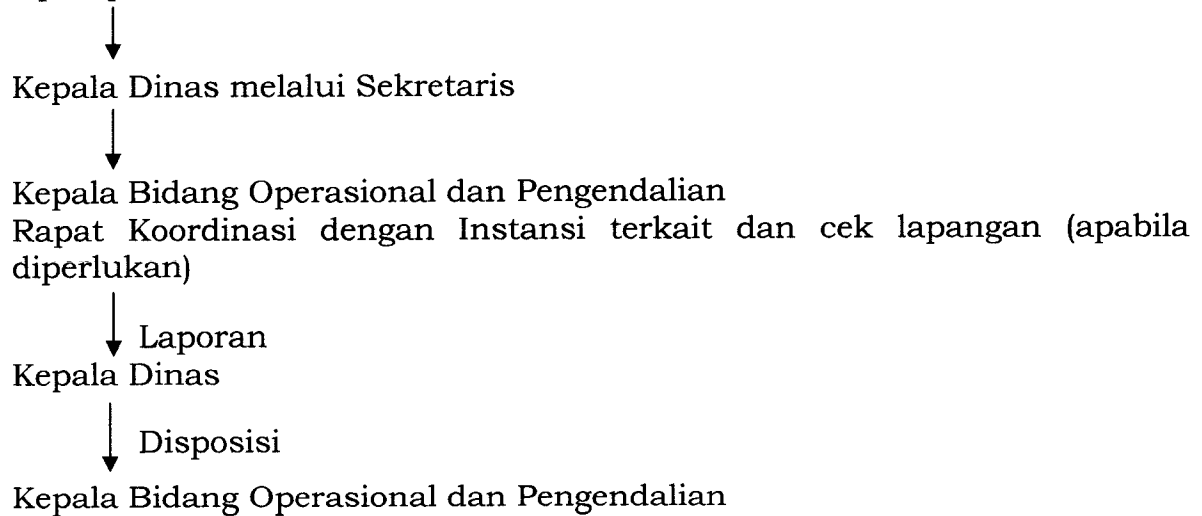 Kepala Dinas melalui Sekretaris
Kepala Bidang Operasional dan Pengendalian
Rapat Koordinasi dengan Instansi terkait dan cek lapangan (apabila
diperlukan)
Laporan
Kepala Dinas
Disposisi
Kepala Bidang Operasional dan Pengendalian